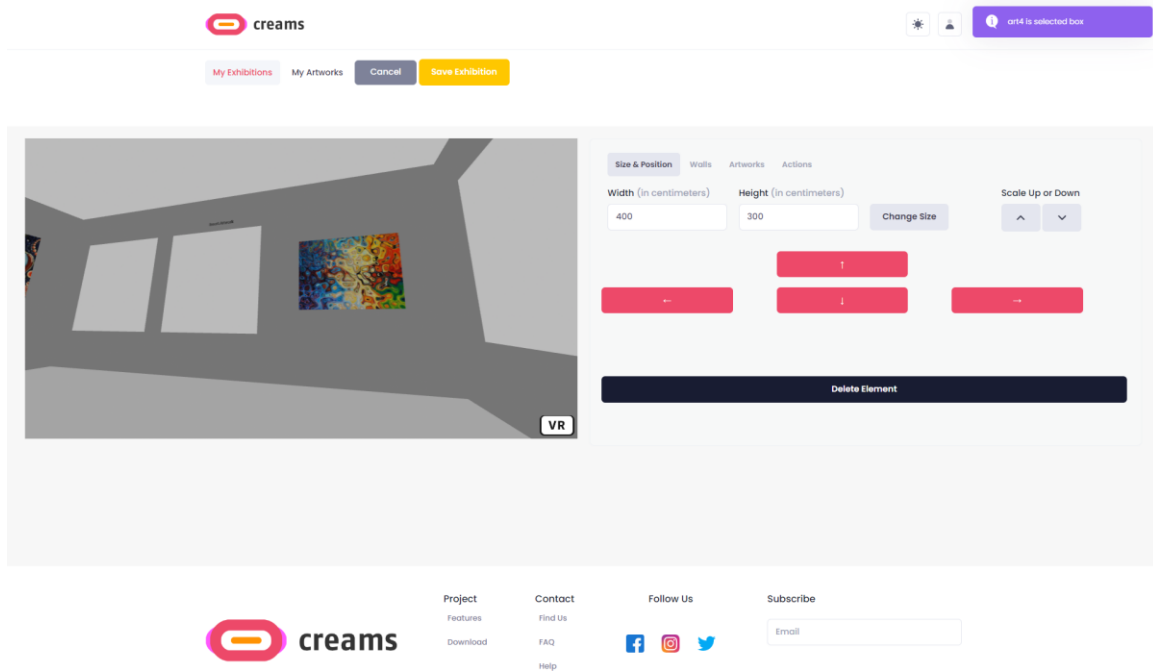 creams
art4 is selected box
My Exhibitions My Artworks Cancel Save Exhibition
Size & Position Walls Artworks Actions
Width (in centimeters) Height (in centimeters) Scale Up or Down
400 300 Change Size
↑
← ↓ →
Delete Element
VR
Project Contact Follow Us Subscribe
Features Find Us
Email
creams
Download FAQ
Help